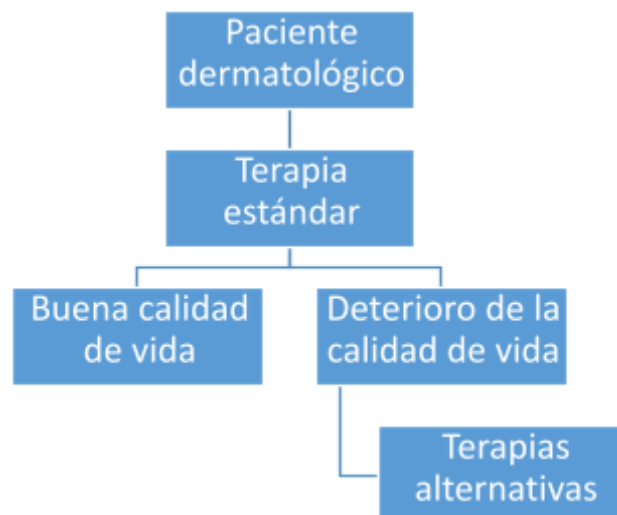 Paciente
dermatológico
Terapia
estándar
Buena calidad
de vida
Deterioro de la
calidad de vida
Terapias
alternativas